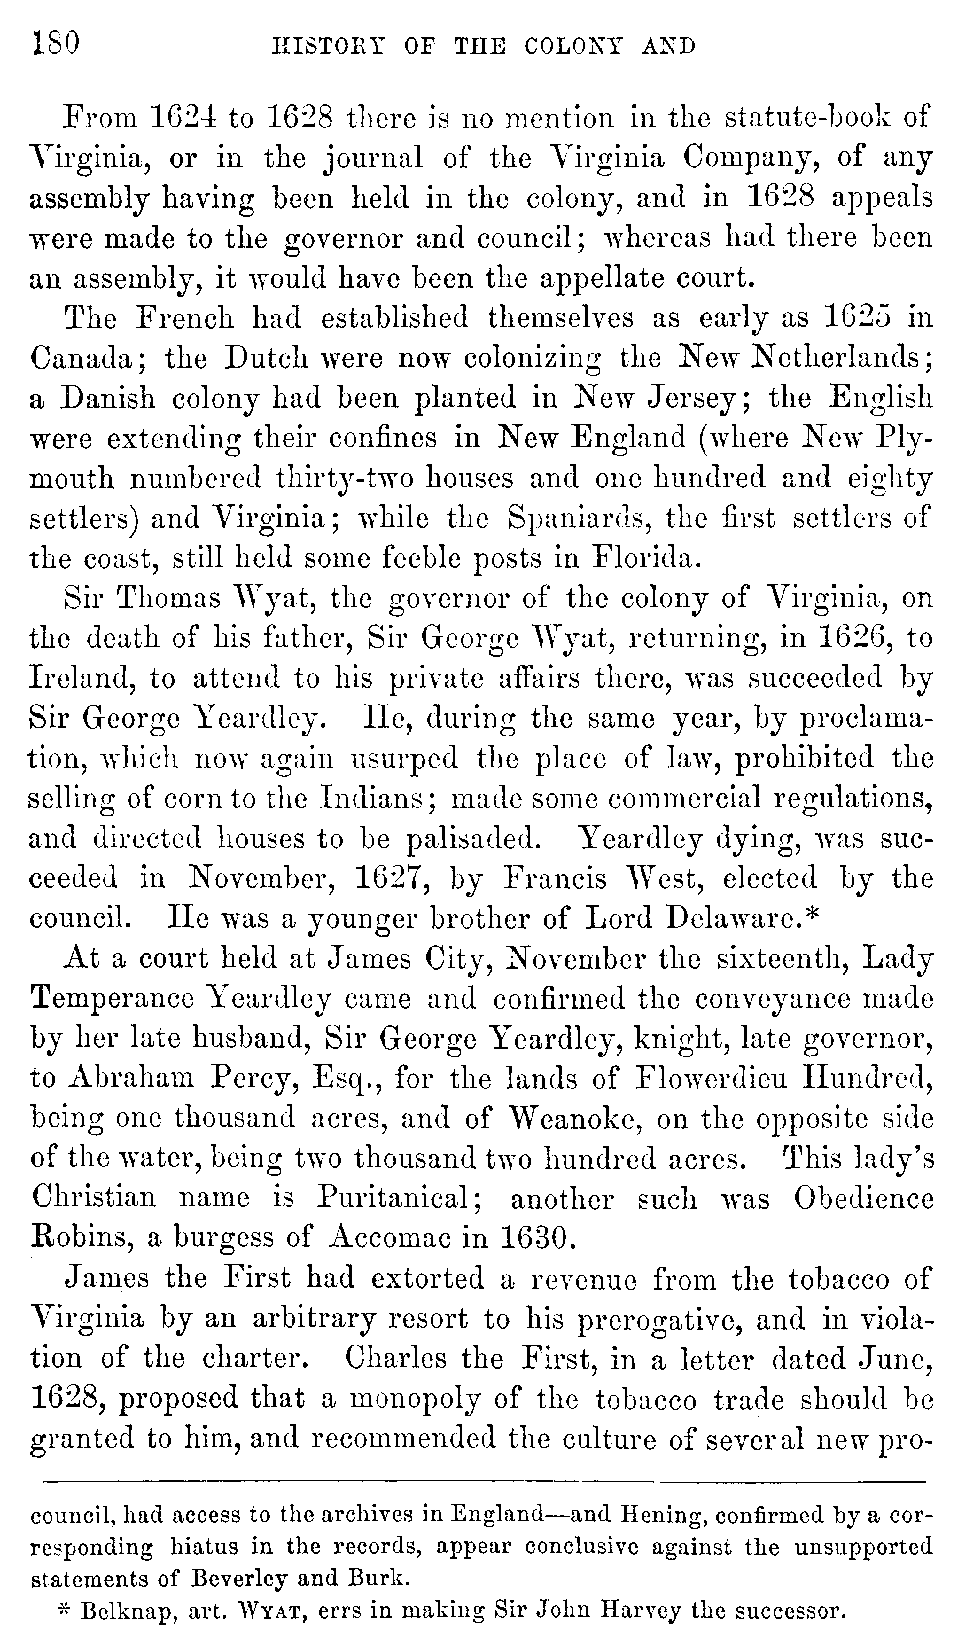 180 HISTORY OF THE COLONY AND
From 1624 to 1628 there is no mention in the statute-book of
Virginia, or in the journal of the Virginia Company, of any
assembly having been held in the colony, and in 1628 appeals
were made to the governor and council; whereas had there been
an assembly, it would have been the appellate court.
The French had established themselves as early as 1625 in
Canada; the Dutch were now colonizing the New Netherlands;
a Danish colony had been planted in New Jersey; the English
were extending their confines in New England (where New Ply-
mouth numbered thirty-two houses and one hundred and eighty
settlers) and Virginia; while the Spaniards, the first settlers of
the coast, still held some feeble posts in Florida.
Sir Thomas Wyat, the governor of the colony of Virginia, on
the death of his father, Sir George Wyat, returning, in 1626, to
Ireland, to attend to his private affairs there, was succeeded by
Sir George Yeardley. He, during the same year, by proclama-
tion, which now again usurped the place of law, prohibited the
selling of corn to the Indians; made some commercial regulations,
and directed houses to be palisaded. Yeardley dying, was suc-
ceeded in November, 1627, by Francis West, elected by the
council. He was a younger brother of Lord Delaware.*
At a court held at James City, November the sixteenth, Lady
Temperance Yeardley came and confirmed the conveyance made
by her late husband, Sir George Yeardley, knight, late governor,
to Abraham Percy, Esq., for the lands of Flowerdieu Hundred,
being one thousand acres, and of Weanoke, on the opposite side
of the water, being two thousand two hundred acres. This lady's
Christian name is Puritanical; another such was Obedience
Robins, a burgess of Accomac in 1630.
James the First had extorted a revenue from the tobacco of
Virginia by an arbitrary resort to his prerogative, and in viola-
tion of the charter. Charles the First, in a letter dated June,
1628, proposed that a monopoly of the tobacco trade should be
granted to him, and recommended the culture of several new pro-
council, had access to the archives in England—and Hening, confirmed by a cor-
responding hiatus in the records, appear conclusive against the unsupported
statements of Beverley and Burk.
* Belknap, art. WYAT, errs in making Sir John Harvey the successor.